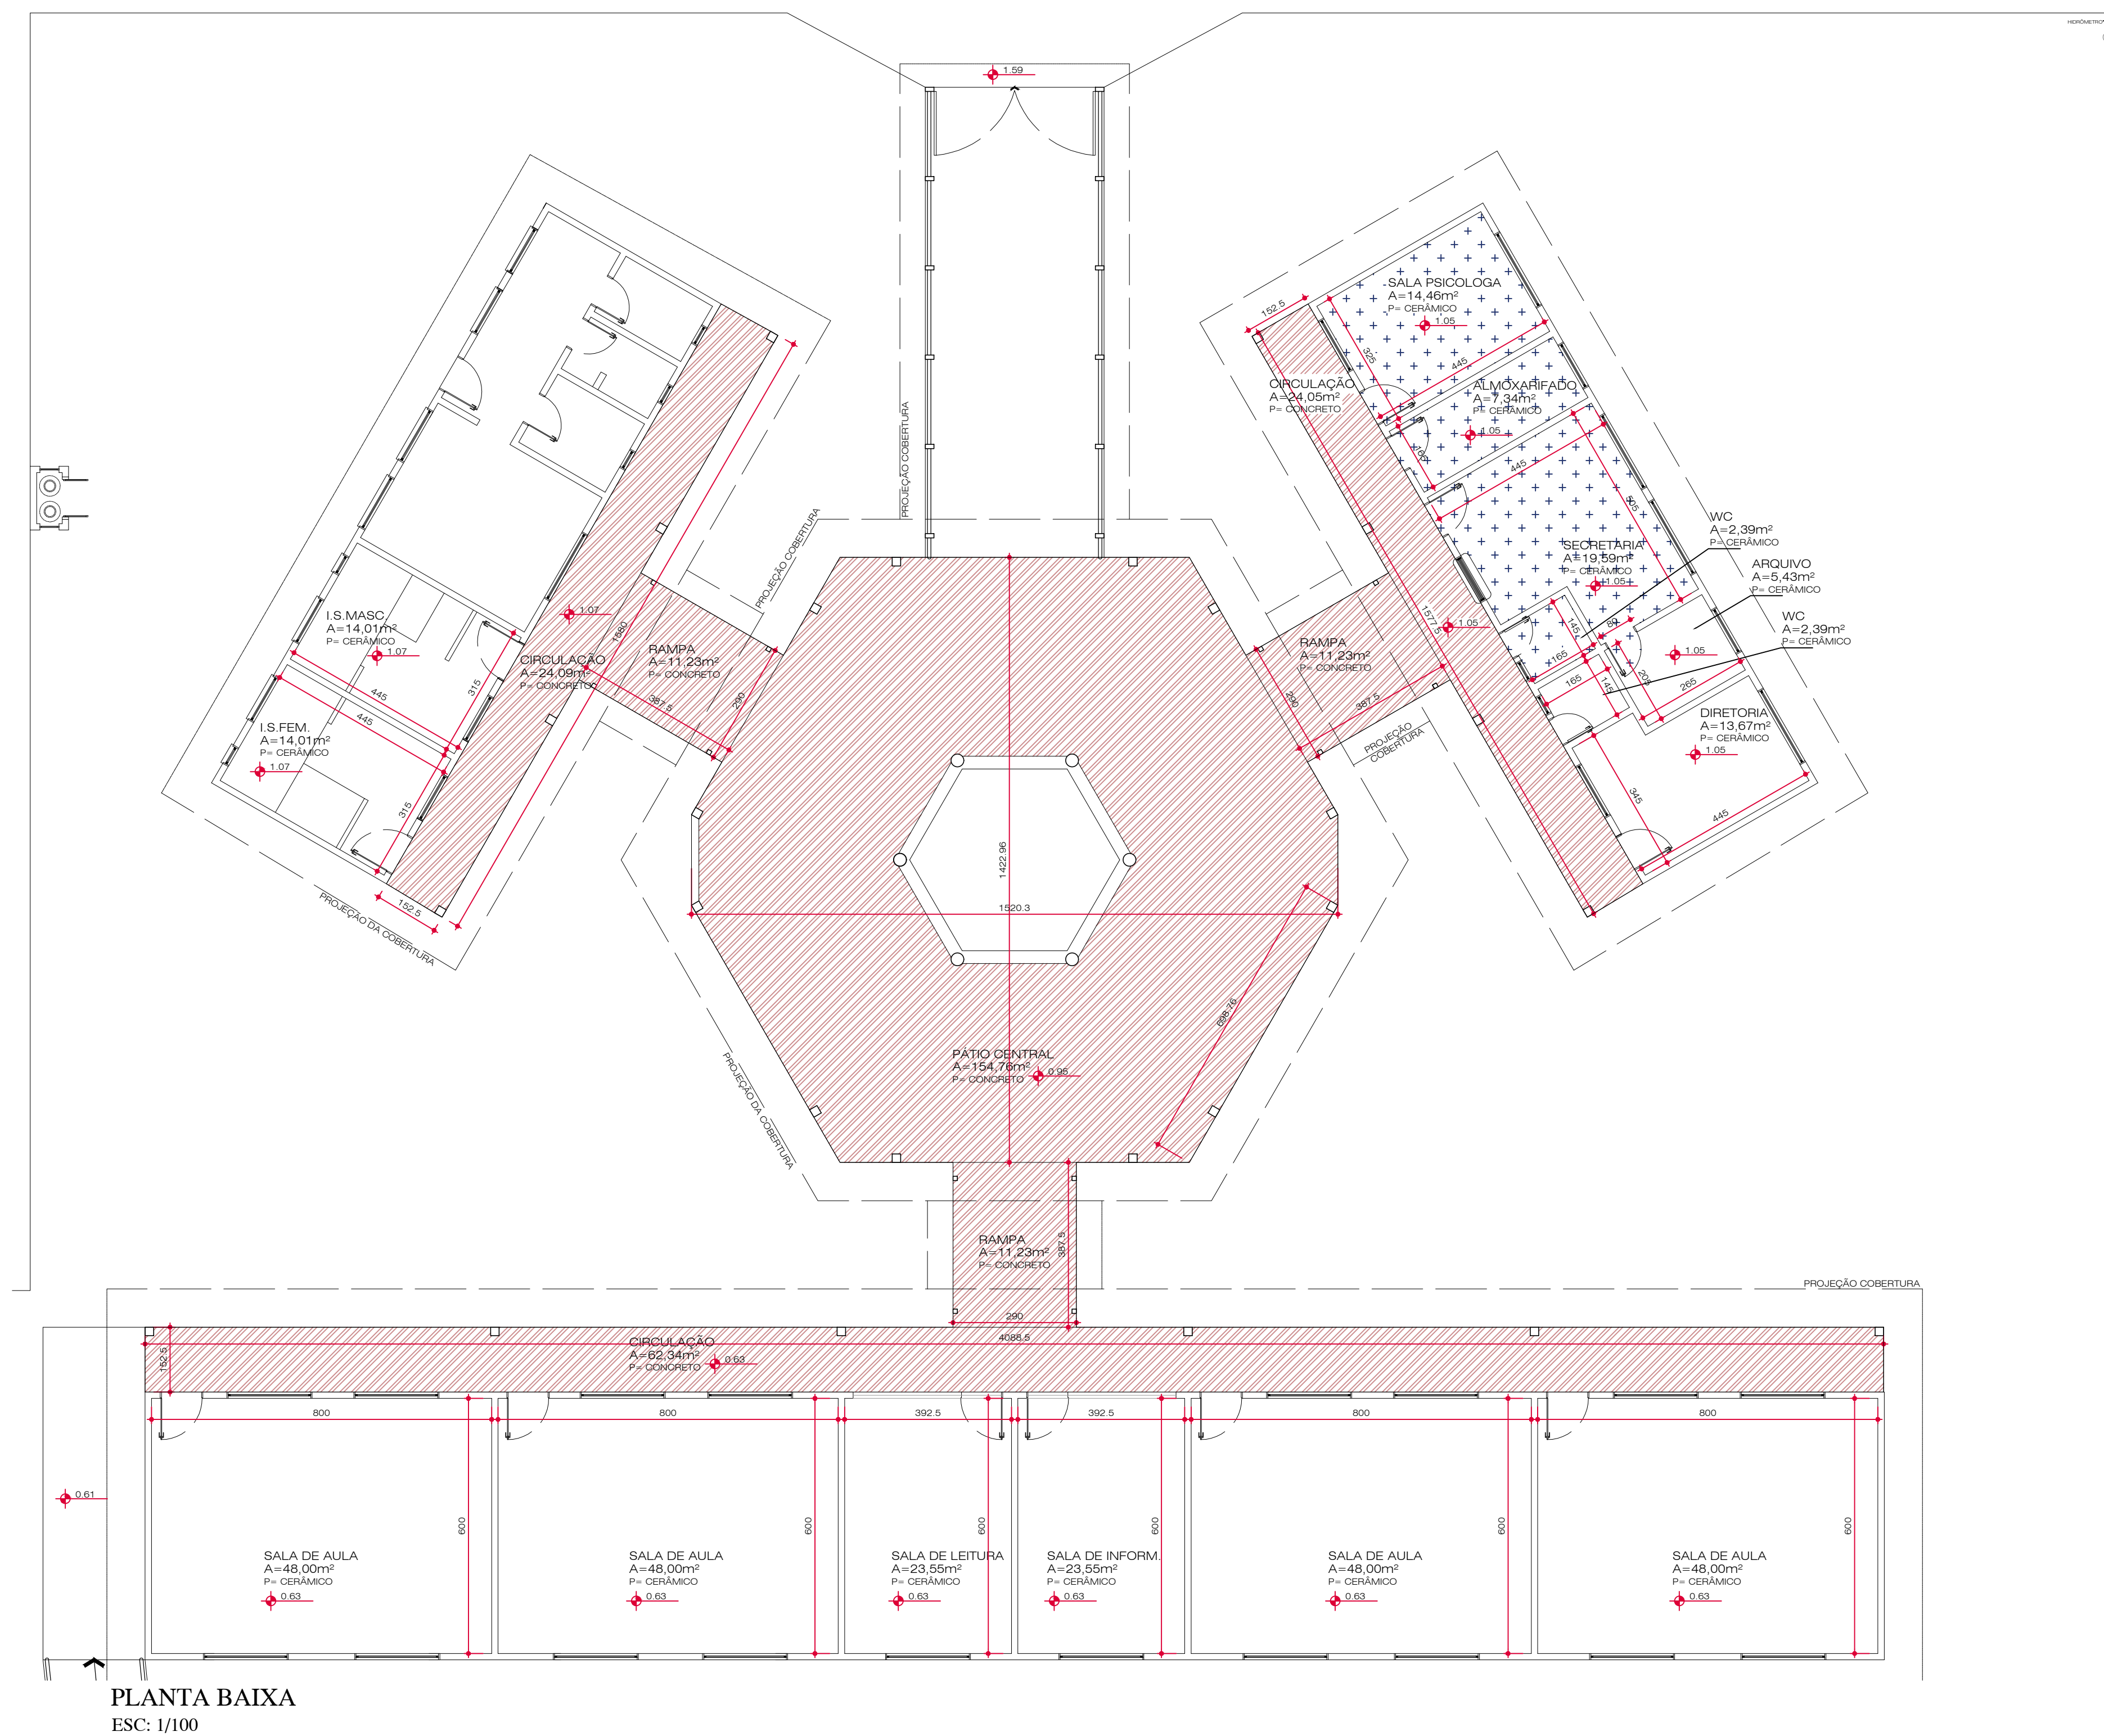 HIDRÔMETRO
1.59
PROJEÇÃO COBERTURA
SALA PSICOLOGA
A=14,46m²
P= CERÂMICO
1.05
152.5
325
445
CIRCULAÇÃO
A=24,05m²
P= CONCRETO
ALMOXARIFADO
A=7,34m²
P= CERÂMICO
1.05
165
445
505
SECRETARIA
A=19,59m²
P= CERÂMICO
1.05
WC
A=2,39m²
P= CERÂMICO
ARQUIVO
A=5,43m²
P= CERÂMICO
1.05
WC
A=2,39m²
P= CERÂMICO
145
80
165
165
145
205
265
DIRETORIA
A=13,67m²
P= CERÂMICO
1.05
345
445
1577.5
1.05
RAMPA
A=11,23m²
P= CONCRETO
290
387.5
PROJEÇÃO
COBERTURA
PROJEÇÃO COBERTURA
I.S.MASC.
A=14,01m²
P= CERÂMICO
1.07
445
315
I.S.FEM.
A=14,01m²
P= CERÂMICO
1.07
445
315
1.07
1580
CIRCULAÇÃO
A=24,09m²
P= CONCRETO
RAMPA
A=11,23m²
P= CONCRETO
387.5
290
152.5
PROJEÇÃO DA COBERTURA
1422.96
1520.3
698.76
PÁTIO CENTRAL
A=154,76m²
P= CONCRETO
0.95
PROJEÇÃO DA COBERTURA
RAMPA
A=11,23m²
P= CONCRETO
387.5
290
PROJEÇÃO COBERTURA
4088.5
152.5
CIRCULAÇÃO
A=62,34m²
P= CONCRETO
0.63
800
800
392.5
392.5
800
800
0.61
600
600
600
600
600
600
SALA DE AULA
A=48,00m²
P= CERÂMICO
0.63
SALA DE AULA
A=48,00m²
P= CERÂMICO
0.63
SALA DE LEITURA
A=23,55m²
P= CERÂMICO
0.63
SALA DE INFORM.
A=23,55m²
P= CERÂMICO
0.63
SALA DE AULA
A=48,00m²
P= CERÂMICO
0.63
SALA DE AULA
A=48,00m²
P= CERÂMICO
0.63
PLANTA BAIXA
ESC: 1/100